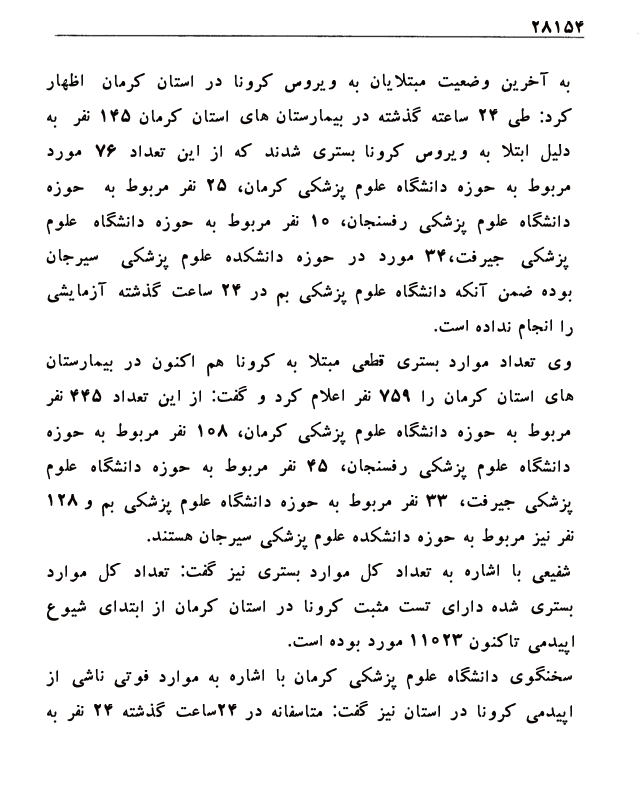 ۲۸۱۵۴
به آخرین وضعیت مبتلایان به ویروس کرونا در استان کرمان اظهار
کرد: طی ۲۴ ساعته گذشته در بیمارستان های استان کرمان ۱۴۵ نفر به
دلیل ابتلا به ویروس کرونا بستری شدند که از این تعداد ۷۶ مورد
مربوط به حوزه دانشگاه علوم پزشکی کرمان، ۲۵ نفر مربوط به حوزه
دانشگاه علوم پزشکی رفسنجان، ۱۰ نفر مربوط به حوزه دانشگاه علوم
پزشکی جیرفت،۳۴ مورد در حوزه دانشکده علوم پزشکی سیرجان
بوده ضمن آنکه دانشگاه علوم پزشکی بم در ۲۴ ساعت گذشته آزمایشی
را انجام نداده است.
وی تعداد موارد بستری قطعی مبتلا به کرونا هم اکنون در بیمارستان
های استان کرمان را ۷۵۹ نفر اعلام کرد و گفت: از این تعداد ۴۴۵ نفر
مربوط به حوزه دانشگاه علوم پزشکی کرمان، ۱۰۸ نفر مربوط به حوزه
دانشگاه علوم پزشکی رفسنجان، ۴۵ نفر مربوط به حوزه دانشگاه علوم
پزشکی جیرفت، ۳۳ نفر مربوط به حوزه دانشگاه علوم پزشکی بم و ۱۲۸
نفر نیز مربوط به حوزه دانشکده علوم پزشکی سیرجان هستند.
شفیعی با اشاره به تعداد کل موارد بستری نیز گفت: تعداد کل موارد
بستری شده دارای تست مثبت کرونا در استان کرمان از ابتدای شیوع
اپیدمی تاکنون ۱۱۰۲۳ مورد بوده است.
سخنگوی دانشگاه علوم پزشکی کرمان با اشاره به موارد فوتی ناشی از
اپیدمی کرونا در استان نیز گفت: متاسفانه در ۲۴ساعت گذشته ۲۴ نفر به